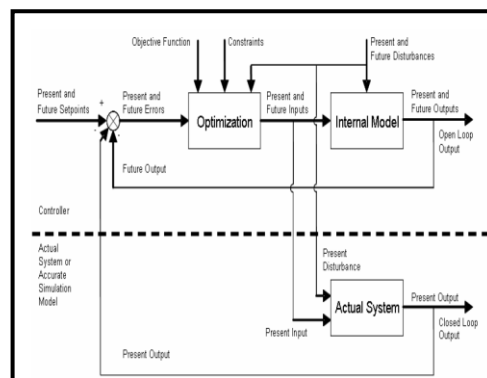 Objective Function
Constraints
Present and
Future Disturbances
Present and
Future Setpoints
+
-
-
Present and
Future Errors
Optimization
Present and
Future Inputs
Internal Model
Present and
Future Outputs
Open Loop
Output
Future Output
Controller
Actual
System or
Accurate
Simulation
Model
Present
Disturbance
Actual System
Present Output
Closed Loop
Output
Present Input
Present Output